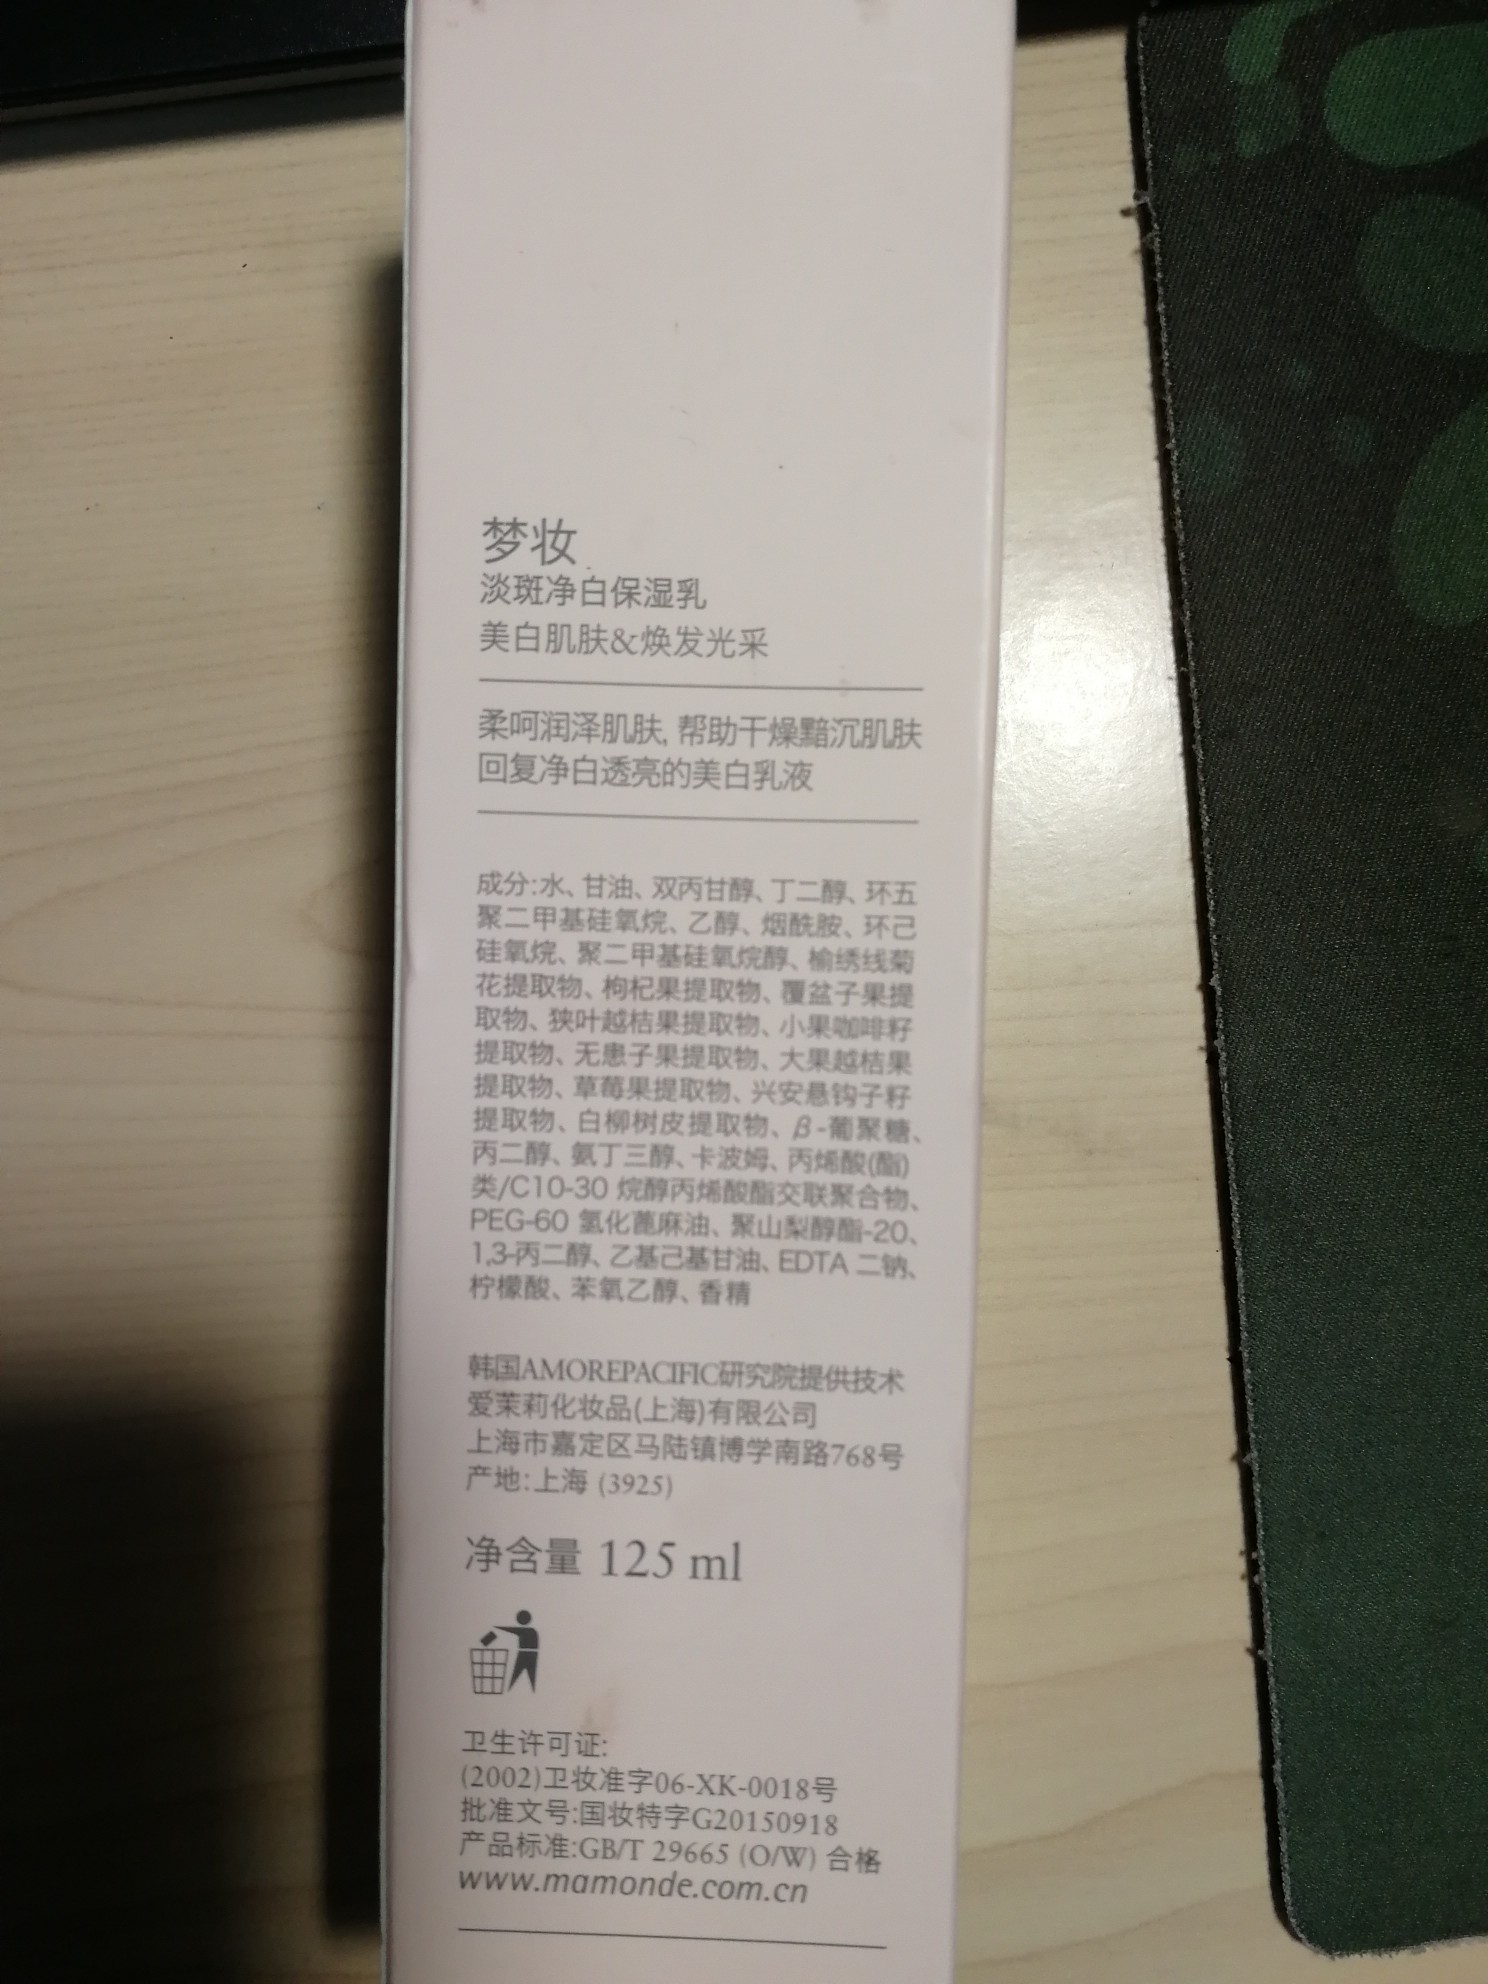 梦妆
淡斑净白保湿乳
美白肌肤&焕发光采
柔呵润泽肌肤, 帮助干燥黯沉肌肤
回复净白透亮的美白乳液
成分:水、甘油、双丙甘醇、丁二醇、环五
聚二甲基硅氧烷、乙醇、烟酰胺、环己
硅氧烷、聚二甲基硅氧烷醇、榆绣线菊
花提取物、枸杞果提取物、覆盆子果提
取物、狭叶越桔果提取物、小果咖啡籽
提取物、无患子果提取物、大果越桔果
提取物、草莓果提取物、兴安悬钩子籽
提取物、白柳树皮提取物、β-葡聚糖、
丙二醇、氨丁三醇、卡波姆、丙烯酸(酯)
类/C10-30 烷醇丙烯酸酯交联聚合物、
PEG-60 氢化蓖麻油、聚山梨醇酯-20、
1,3-丙二醇、乙基己基甘油、EDTA 二钠、
柠檬酸、苯氧乙醇、香精
韩国AMOREPACIFIC研究院提供技术
爱茉莉化妆品(上海)有限公司
上海市嘉定区马陆镇博学南路768号
产地:上海 (3925)
净含量 125 ml
卫生许可证:
(2002)卫妆准字06-XK-0018号
批准文号:国妆特字G20150918
产品标准:GB/T 29665 (O/W) 合格
www.mamonde.com.cn